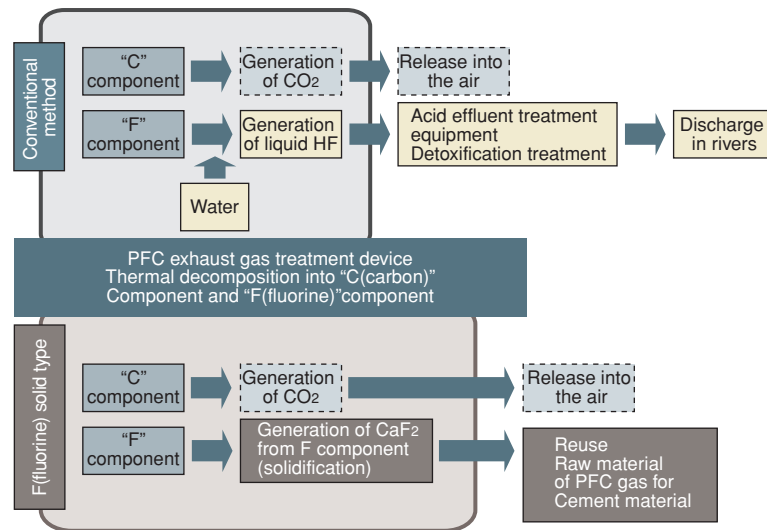 Conventional
method
“C”
component
Generation
of CO2
Release into
the air
“F”
component
Generation
of liquid HF
Acid effluent treatment
equipment
Detoxification treatment
Discharge
in rivers
Water
PFC exhaust gas treatment device
Thermal decomposition into “C(carbon)”
Component and “F(fluorine)”component
F(fluorine) solid type
“C”
component
Generation
of CO2
Release into
the air
“F”
component
Generation of CaF2
from F component
(solidification)
Reuse
Raw material
of PFC gas for
Cement material